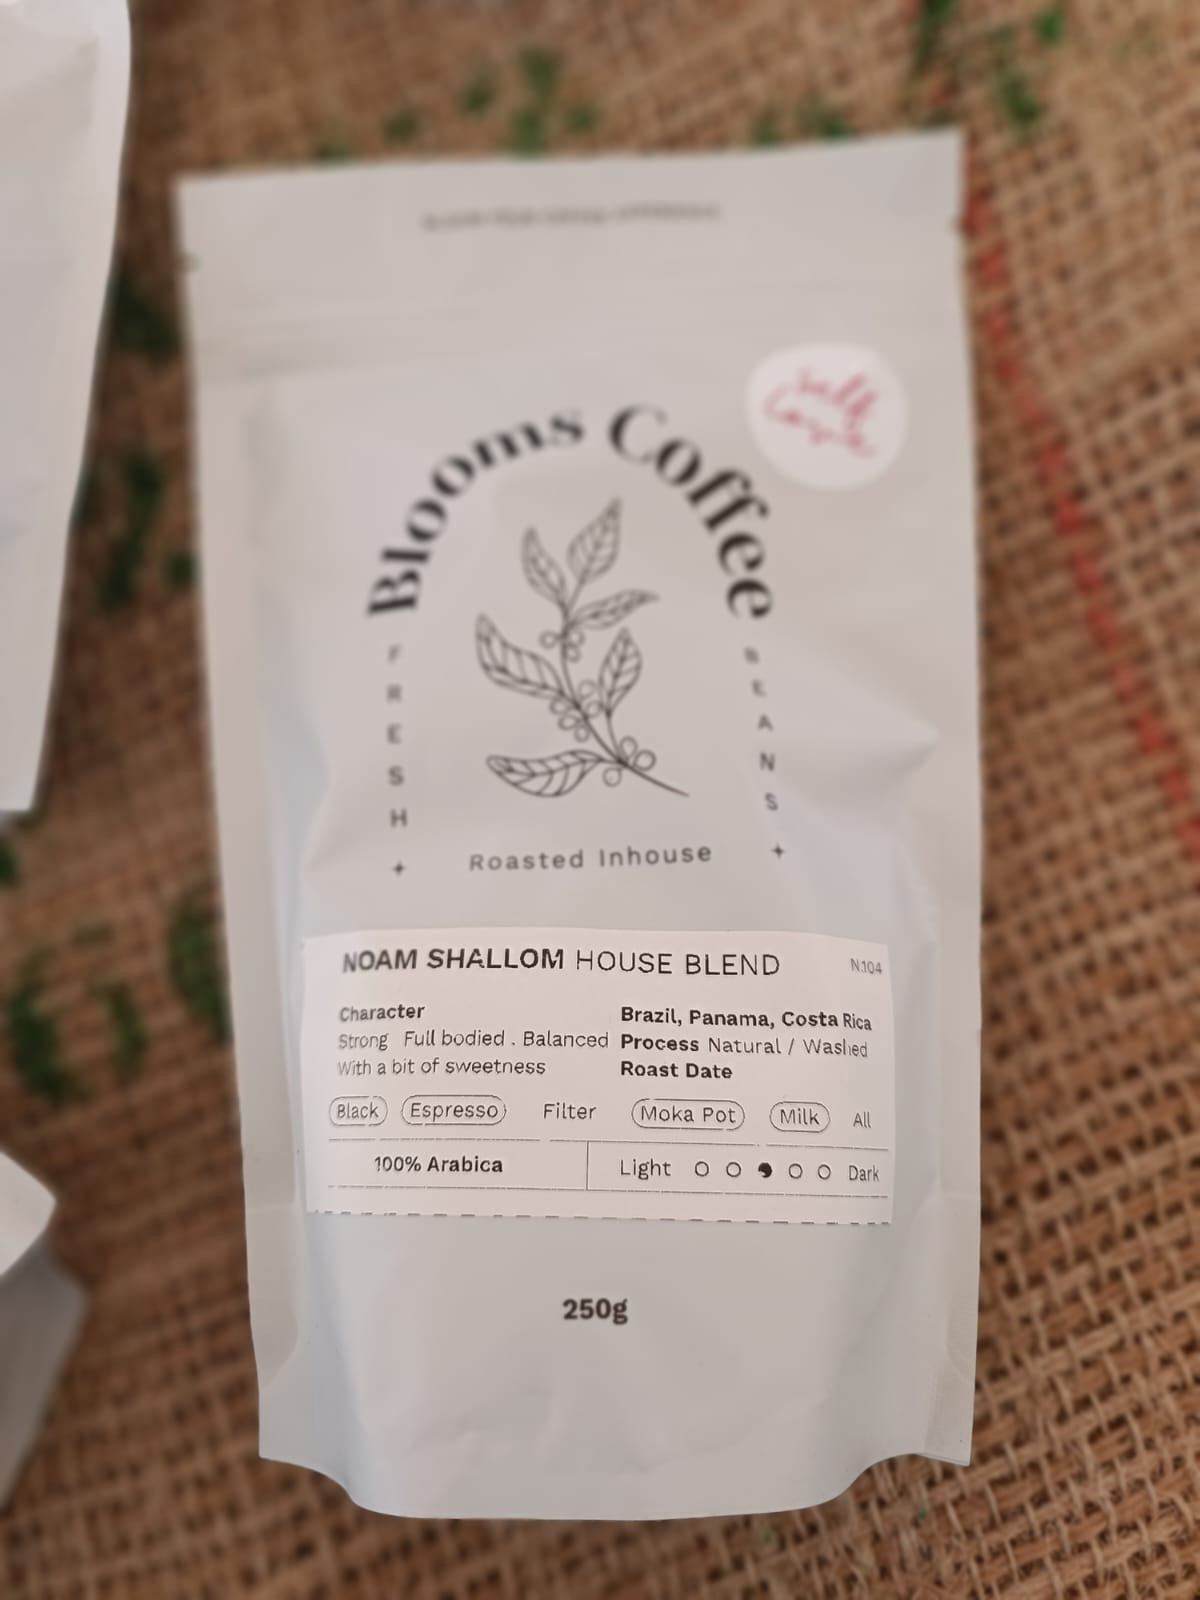 Blooms Coffee
FRESH
BEANS
Roasted Inhouse
NOAM SHALLOM HOUSE BLEND
N.104
Character
Strong Full bodied . Balanced
With a bit of sweetness
Brazil, Panama, Costa Rica
Process Natural / Washed
Roast Date
Black Espresso Filter Moka Pot Milk All
100% Arabica
Light Dark
250g